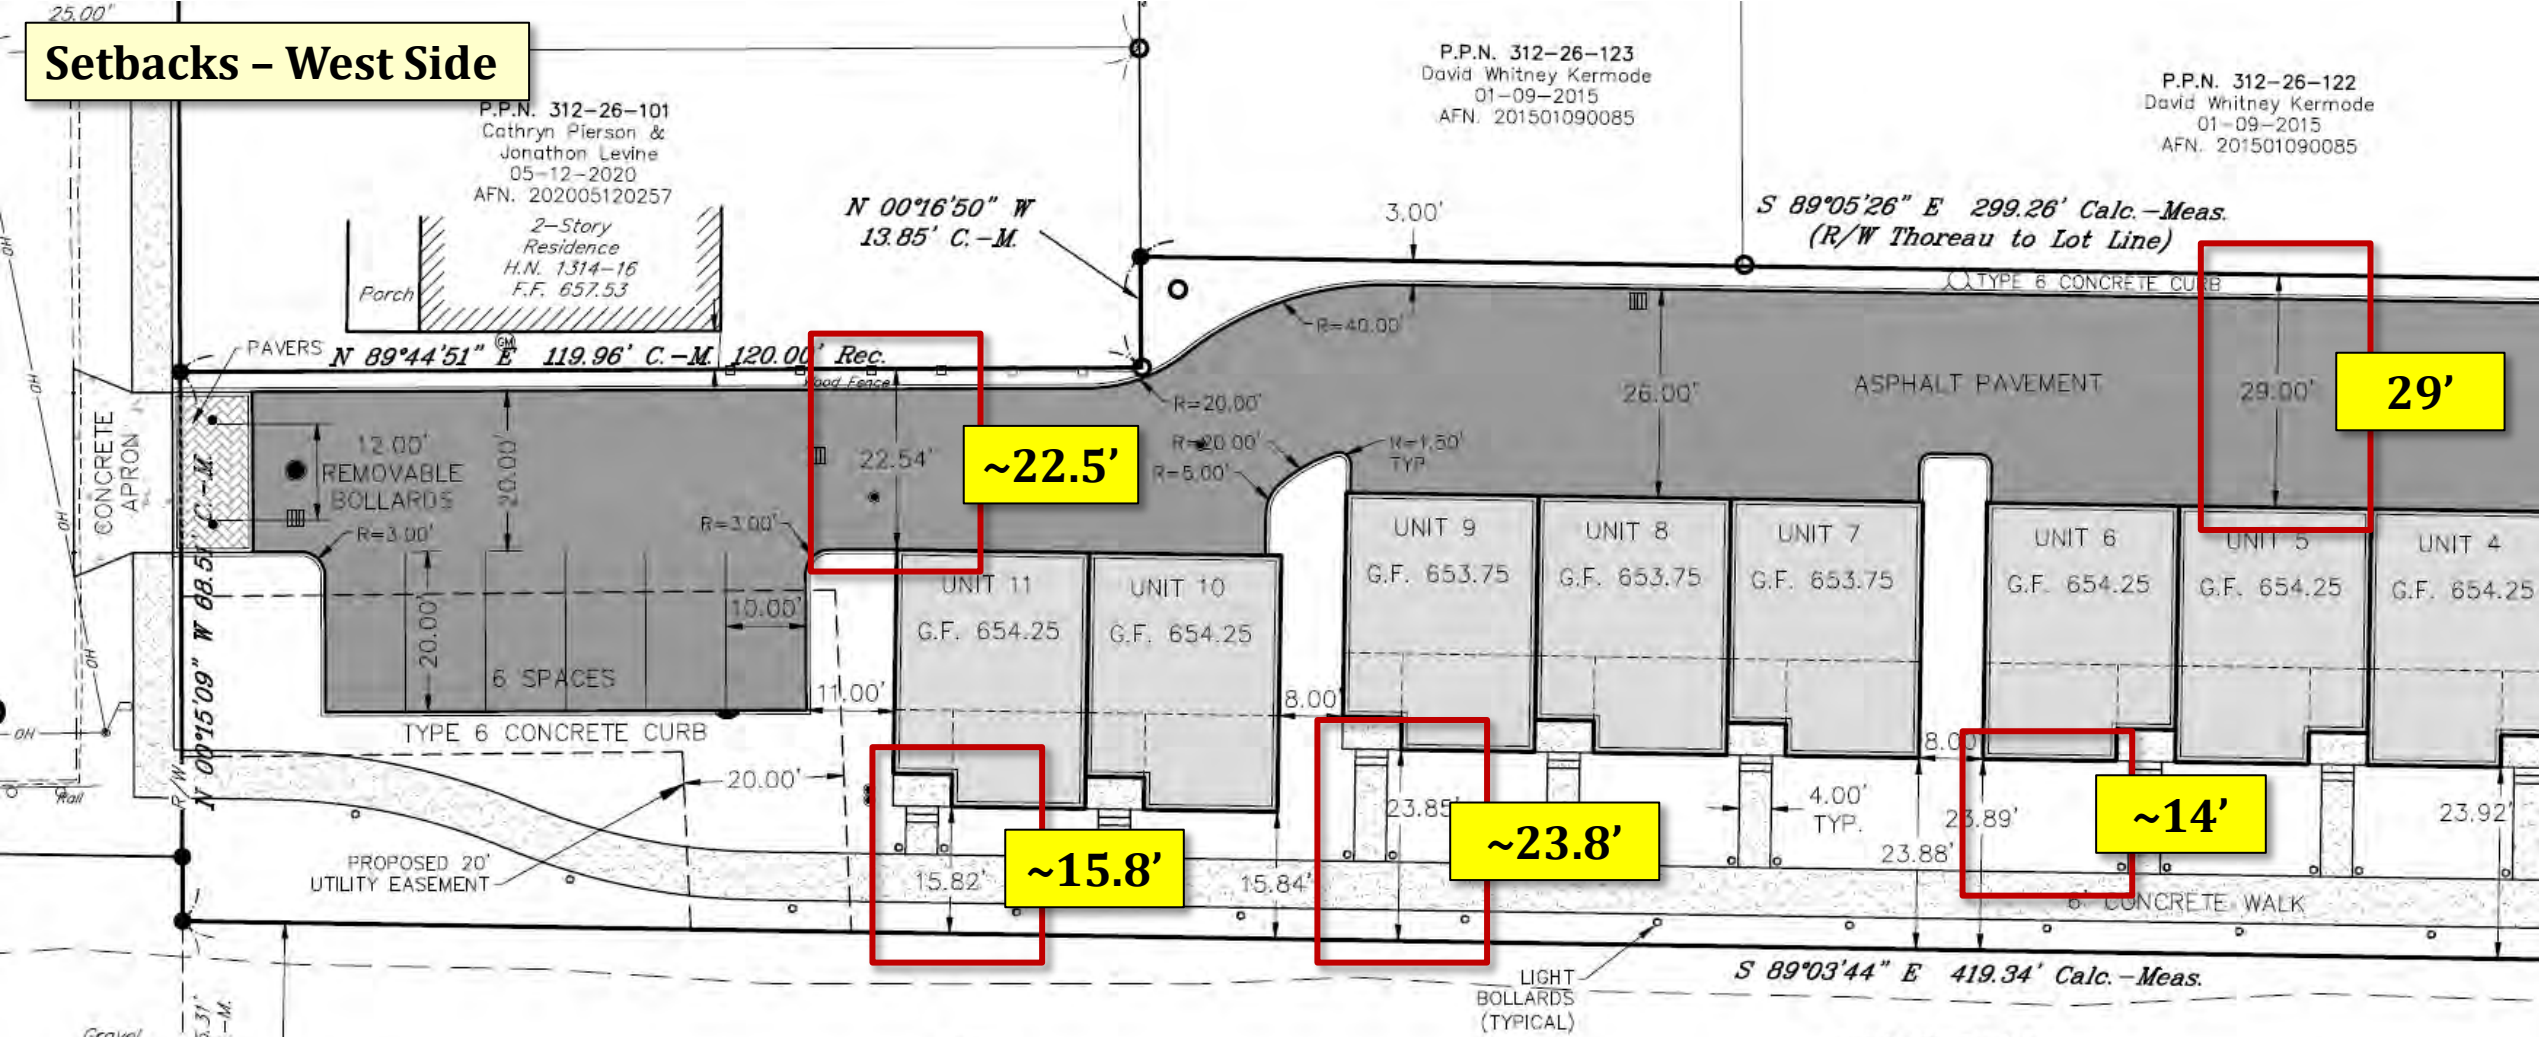 25.00'
Setbacks – West Side
P.P.N. 312-26-101
Cathryn Pierson &
Jonathon Levine
05-12-2020
AFN. 202005120257
2-Story
Residence
H.N. 1314-16
F.F. 657.53
Porch
P.P.N. 312-26-123
David Whitney Kermode
01-09-2015
AFN. 201501090085
P.P.N. 312-26-122
David Whitney Kermode
01-09-2015
AFN. 201501090085
N 00°16'50" W
13.85' C.-M.
3.00'
S 89°05'26" E 299.26' Calc.-Meas.
(R/W Thoreau to Lot Line)
TYPE 6 CONCRETE CURB
PAVERS
GM
N 89°44'51" E 119.96' C.-M. 120.00' Rec.
Wood Fence
R=40.00'
R=20.00'
R=20.00'
R=5.00'
R=1.50'
TYP.
26.00'
ASPHALT PAVEMENT
29.00'
29'
CONCRETE
APRON
12.00'
REMOVABLE
BOLLARDS
20.00'
22.54'
~22.5'
R=3.00'
R=3.00'
OH
OH
OH
OH
OH
N 00°15'09" W 68.51' C.-M.
20.00'
10.00'
6 SPACES
TYPE 6 CONCRETE CURB
11.00'
UNIT 11
G.F. 654.25
UNIT 10
G.F. 654.25
8.00'
UNIT 9
G.F. 653.75
UNIT 8
G.F. 653.75
UNIT 7
G.F. 653.75
8.00'
UNIT 6
G.F. 654.25
UNIT 5
G.F. 654.25
UNIT 4
G.F. 654.25
R/W
Rail
20.00'
PROPOSED 20'
UTILITY EASEMENT
15.82'
~15.8'
15.84'
23.85'
~23.8'
4.00'
TYP.
23.88'
23.89'
~14'
23.92'
6' CONCRETE WALK
LIGHT
BOLLARDS
(TYPICAL)
S 89°03'44" E 419.34' Calc.-Meas.
Gravel